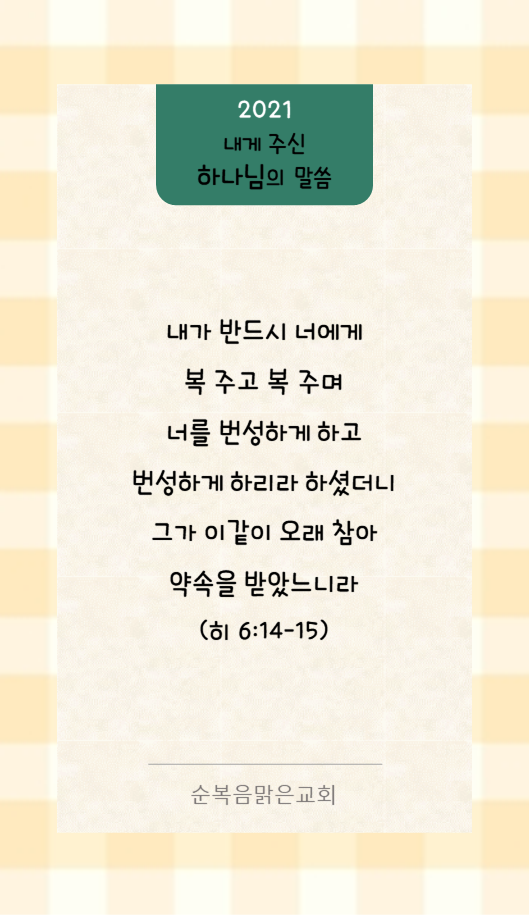 2021
내게 주신
하나님의 말씀
내가 반드시 너에게
복 주고 복 주며
너를 번성하게 하고
번성하게 하리라 하셨더니
그가 이같이 오래 참아
약속을 받았느니라
(히 6:14-15)
순복음맑은교회